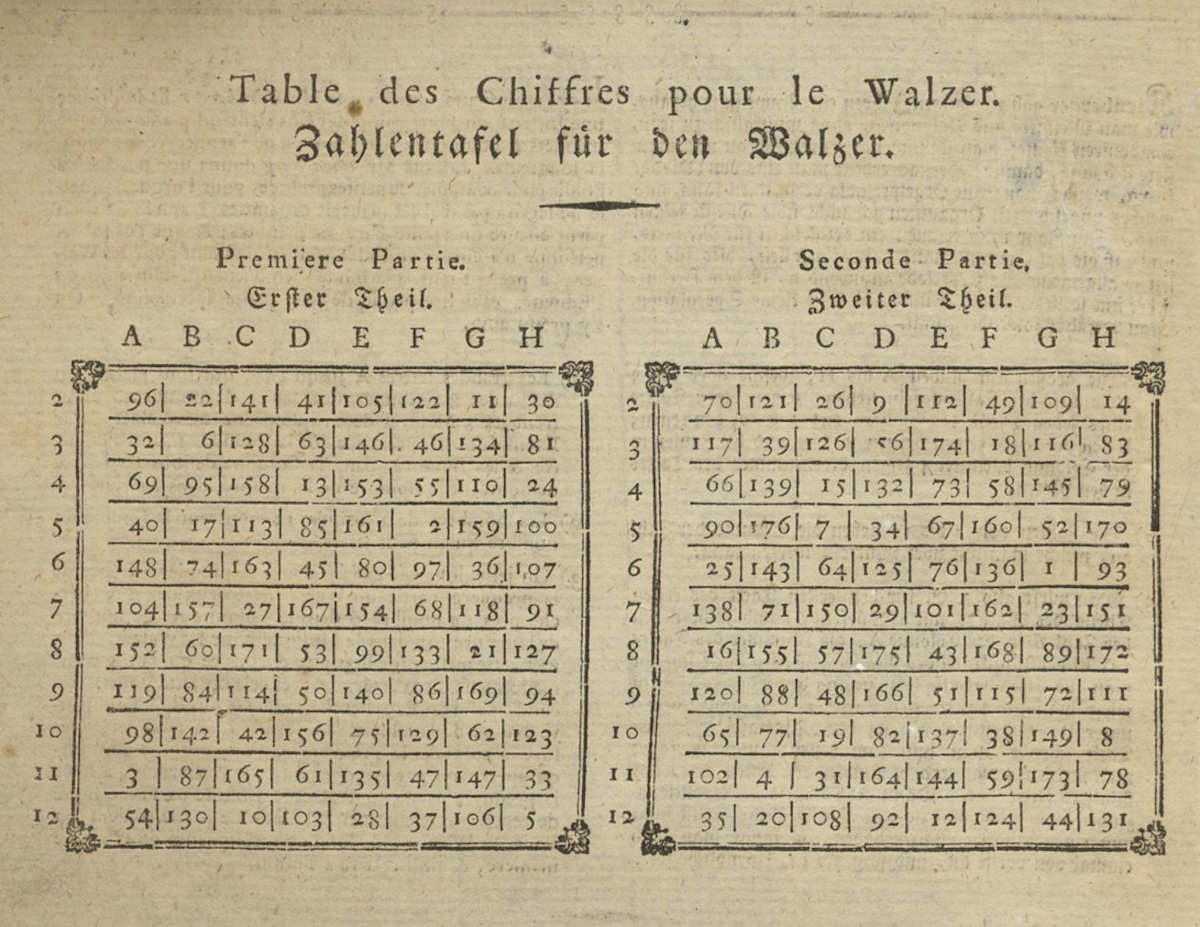 Table des Chiffres pour le Walzer.
Zahlentafel für den Walzer.
Premiere Partie.
Erster Theil.
A B C D E F G H
2 96 22 141 41 105 122 11 30
3 32 6 128 63 146 46 134 81
4 69 95 158 13 153 55 110 24
5 40 17 113 85 161 2 159 100
6 148 74 163 45 80 97 36 107
7 104 157 27 167 154 68 118 91
8 152 60 171 53 99 133 21 127
9 119 84 114 50 140 86 169 94
10 98 142 42 156 75 129 62 123
11 3 87 165 61 135 47 147 33
12 54 130 10 103 28 37 106 5
Seconde Partie.
Zweiter Theil.
A B C D E F G H
2 70 121 26 9 112 49 109 14
3 117 39 126 56 174 18 116 83
4 66 139 15 132 73 58 145 79
5 90 176 7 34 67 160 52 170
6 25 143 64 125 76 136 1 93
7 138 71 150 29 101 162 23 151
8 16 155 57 175 43 168 89 172
9 120 88 48 166 51 115 72 111
10 65 77 19 82 137 38 149 8
11 102 4 31 164 144 59 173 78
12 35 20 108 92 12 124 44 131